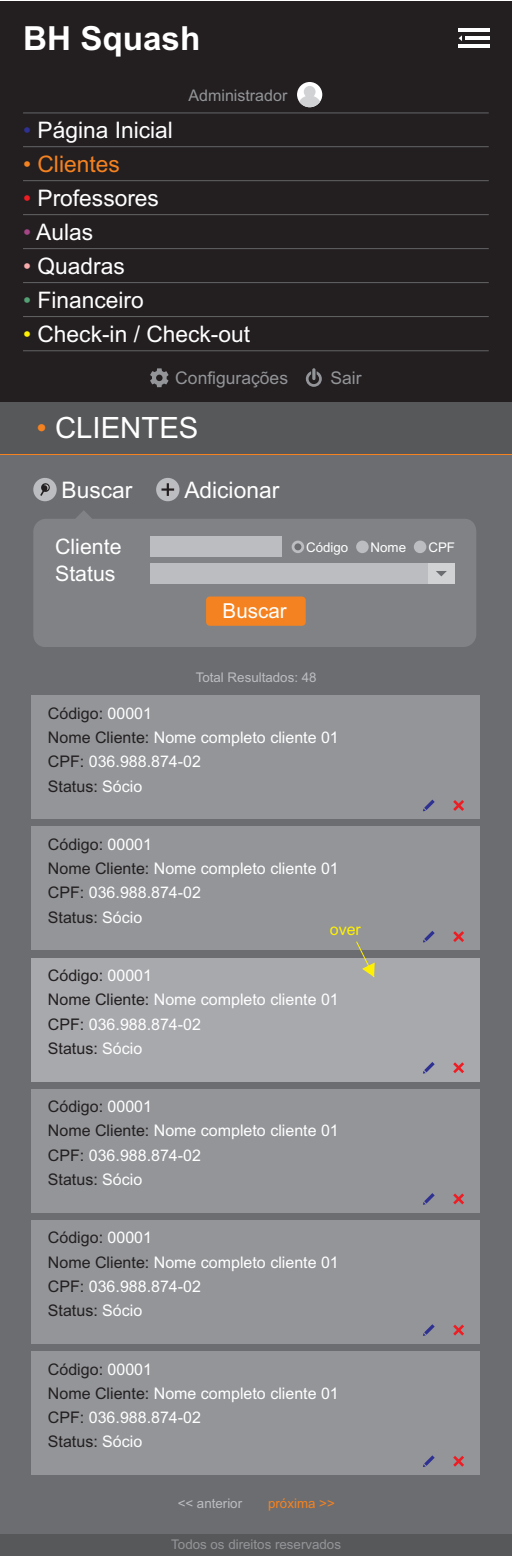 BH Squash
Administrador
• Página Inicial
• Clientes
• Professores
• Aulas
• Quadras
• Financeiro
• Check-in / Check-out
Configurações Sair
• CLIENTES
Buscar Adicionar
Cliente Código Nome CPF
Status
Buscar
Total Resultados: 48
Código: 00001
Nome Cliente: Nome completo cliente 01
CPF: 036.988.874-02
Status: Sócio
Código: 00001
Nome Cliente: Nome completo cliente 01
CPF: 036.988.874-02
Status: Sócio
over
Código: 00001
Nome Cliente: Nome completo cliente 01
CPF: 036.988.874-02
Status: Sócio
Código: 00001
Nome Cliente: Nome completo cliente 01
CPF: 036.988.874-02
Status: Sócio
Código: 00001
Nome Cliente: Nome completo cliente 01
CPF: 036.988.874-02
Status: Sócio
Código: 00001
Nome Cliente: Nome completo cliente 01
CPF: 036.988.874-02
Status: Sócio
<< anterior próxima >>
Todos os direitos reservados